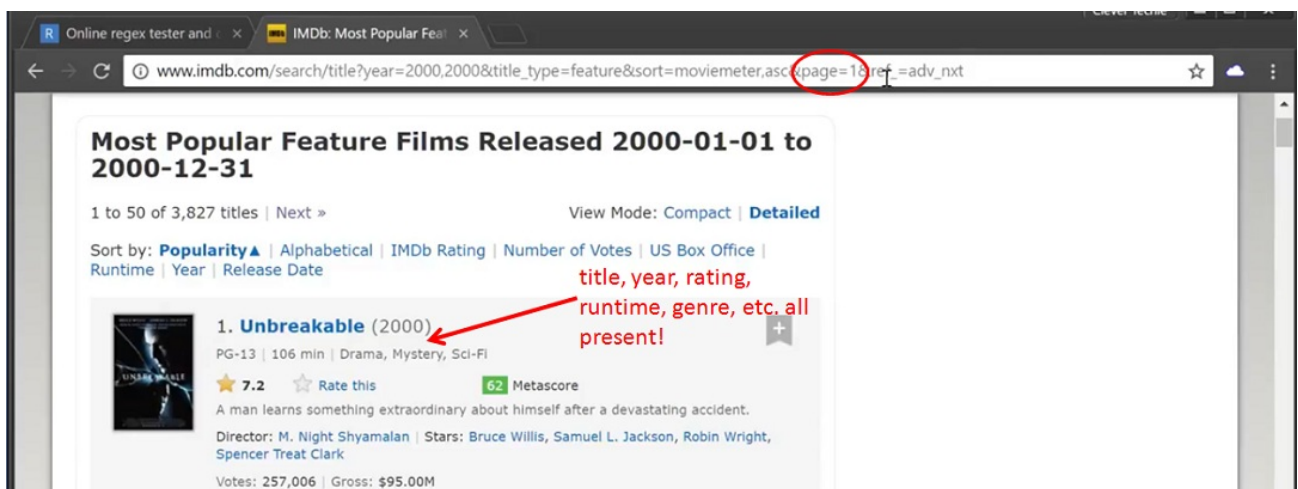 Clever Techie
R Online regex tester and d ×
IMDb IMDb: Most Popular Feat ×
www.imdb.com/search/title?year=2000,2000&title_type=feature&sort=moviemeter,asc&page=1&ref_=adv_nxt
Most Popular Feature Films Released 2000-01-01 to
2000-12-31
1 to 50 of 3,827 titles | Next »
View Mode: Compact | Detailed
Sort by: Popularity▲ | Alphabetical | IMDb Rating | Number of Votes | US Box Office |
Runtime | Year | Release Date
title, year, rating,
runtime, genre, etc. all
present!
1. Unbreakable (2000)
PG-13 | 106 min | Drama, Mystery, Sci-Fi
UNBREAKABLE
7.2 Rate this 62 Metascore
A man learns something extraordinary about himself after a devastating accident.
Director: M. Night Shyamalan | Stars: Bruce Willis, Samuel L. Jackson, Robin Wright,
Spencer Treat Clark
Votes: 257,006 | Gross: $95.00M